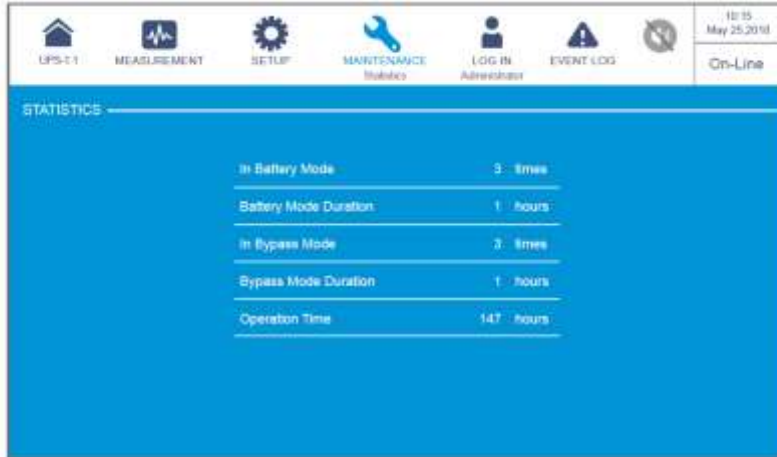 10:15
May 25,2018
UPS-1.1 MEASUREMENT SETUP MAINTENANCE LOG IN EVENT LOG
Statistics Administrator
On-Line
STATISTICS
In Battery Mode 3 times
Battery Mode Duration 1 hours
In Bypass Mode 3 times
Bypass Mode Duration 1 hours
Operation Time 147 hours